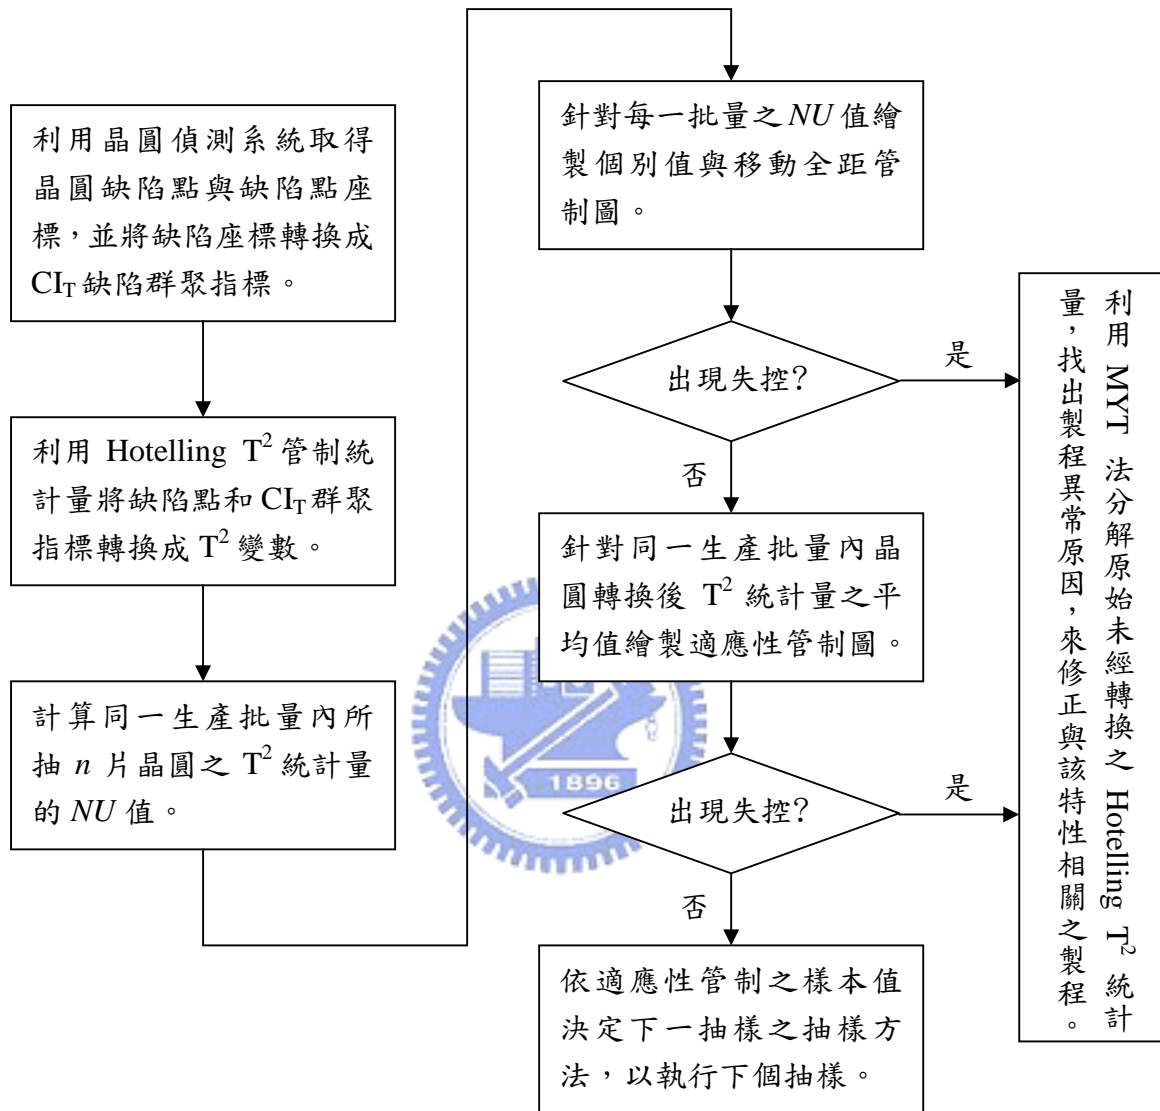 利用晶圓偵測系統取得
晶圓缺陷點與缺陷點座
標，並將缺陷座標轉換成
CI_T 缺陷群聚指標。
利用 Hotelling T² 管制統
計量將缺陷點和 CI_T 群聚
指標轉換成 T² 變數。
計算同一生產批量內所
抽 n 片晶圓之 T² 統計量
的 NU 值。
針對每一批量之 NU 值繪
製個別值與移動全距管
制圖。
出現失控?
是
否
針對同一生產批量內晶
圓轉換後 T² 統計量之平
均值繪製適應性管制圖。
1896
出現失控?
是
否
依適應性管制之樣本值
決定下一抽樣之抽樣方
法，以執行下個抽樣。
利用 MYT 法分解原始未經轉換之 Hotelling T² 統計
量，找出製程異常原因，來修正與該特性相關之製程。